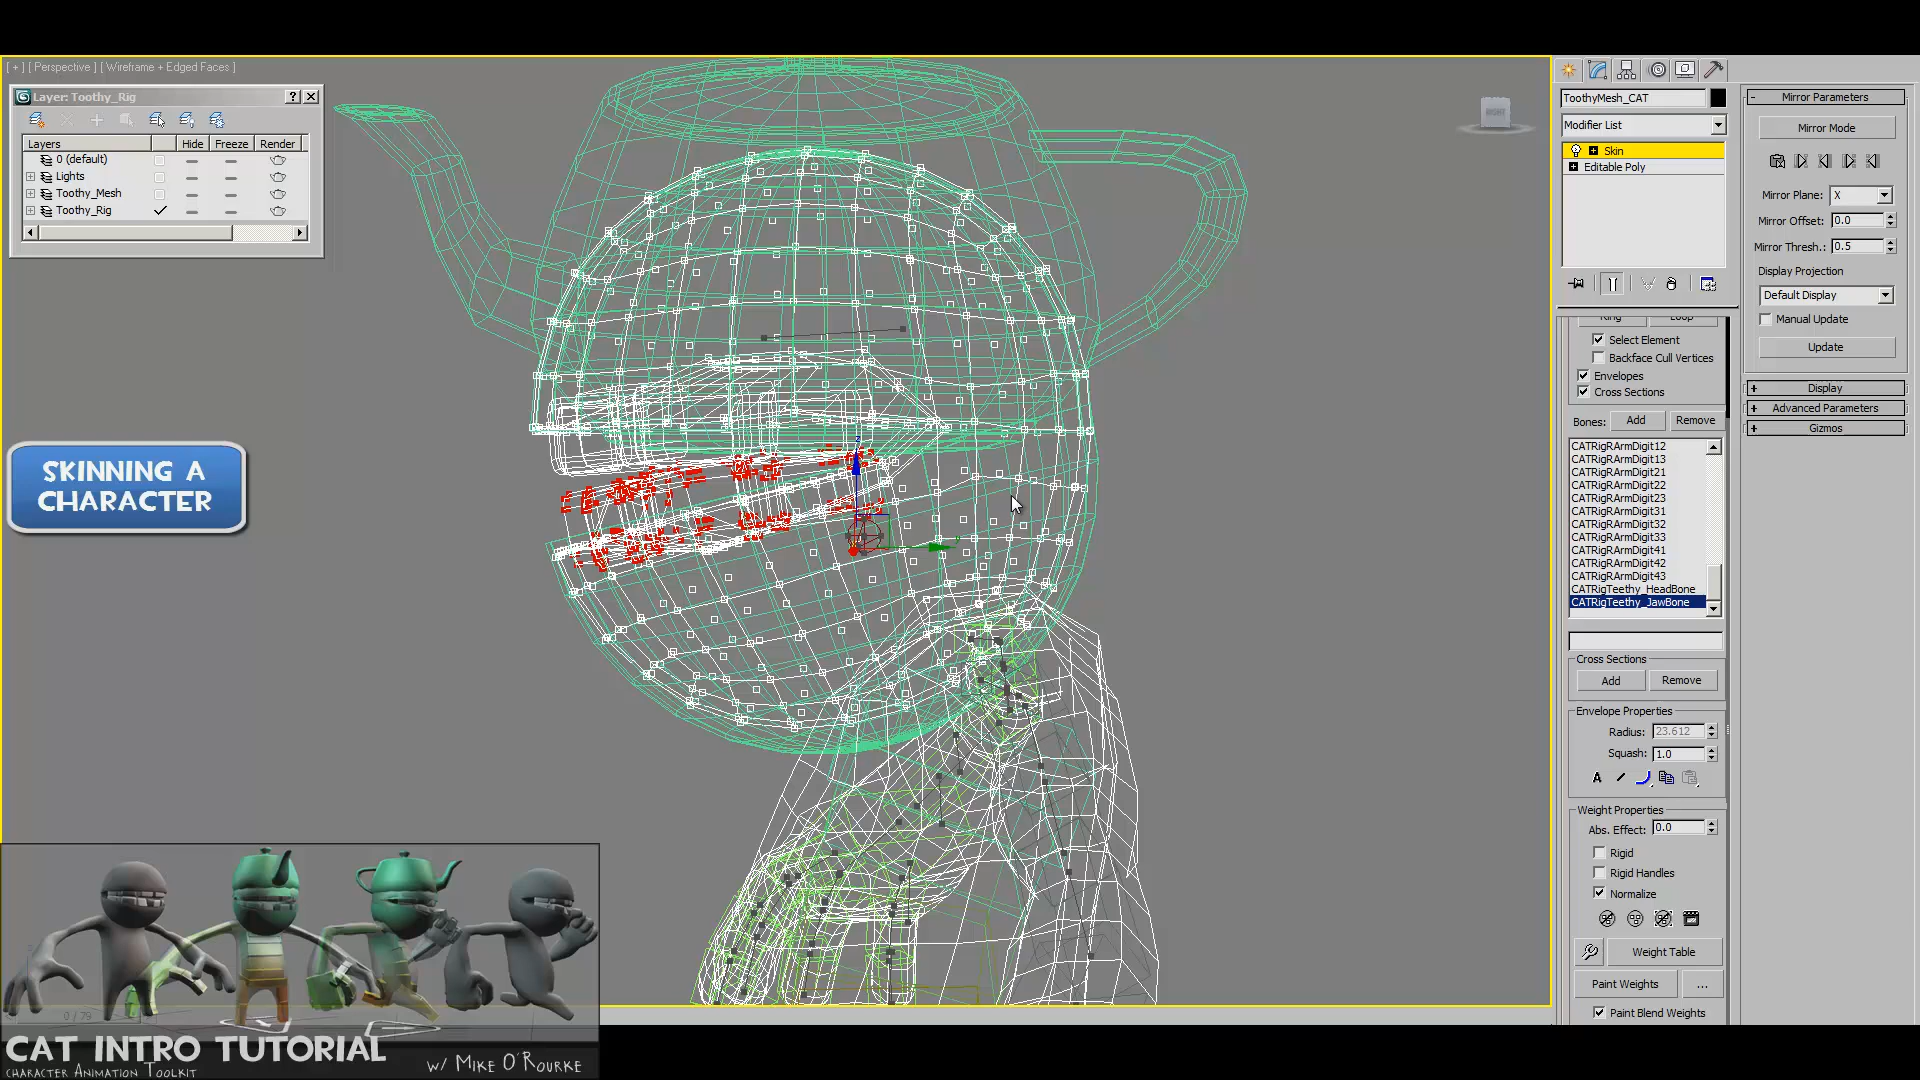 [ + ] [ Perspective ] [ Wireframe + Edged Faces ]
Layer: Toothy_Rig
Layers
Hide
Freeze
Render
0 (default)
Lights
Toothy_Mesh
Toothy_Rig
SKINNING A
CHARACTER
0 / 79
CAT INTRO TUTORIAL
CHARACTER ANIMATION TOOLKIT
W/ MIKE O'ROURKE
ToothyMesh_CAT
Modifier List
Skin
Editable Poly
Ring
Loop
Select Element
Backface Cull Vertices
Envelopes
Cross Sections
Bones:
Add
Remove
CATRigRArmDigit12
CATRigRArmDigit13
CATRigRArmDigit21
CATRigRArmDigit22
CATRigRArmDigit23
CATRigRArmDigit31
CATRigRArmDigit32
CATRigRArmDigit33
CATRigRArmDigit41
CATRigRArmDigit42
CATRigRArmDigit43
CATRigTeethy_HeadBone
CATRigTeethy_JawBone
Cross Sections
Add
Remove
Envelope Properties
Radius: 23.612
Squash: 1.0
A
Weight Properties
Abs. Effect: 0.0
Rigid
Rigid Handles
Normalize
Weight Table
Paint Weights
...
Paint Blend Weights
Mirror Parameters
Mirror Mode
Mirror Plane: X
Mirror Offset: 0.0
Mirror Thresh.: 0.5
Display Projection
Default Display
Manual Update
Update
Display
Advanced Parameters
Gizmos